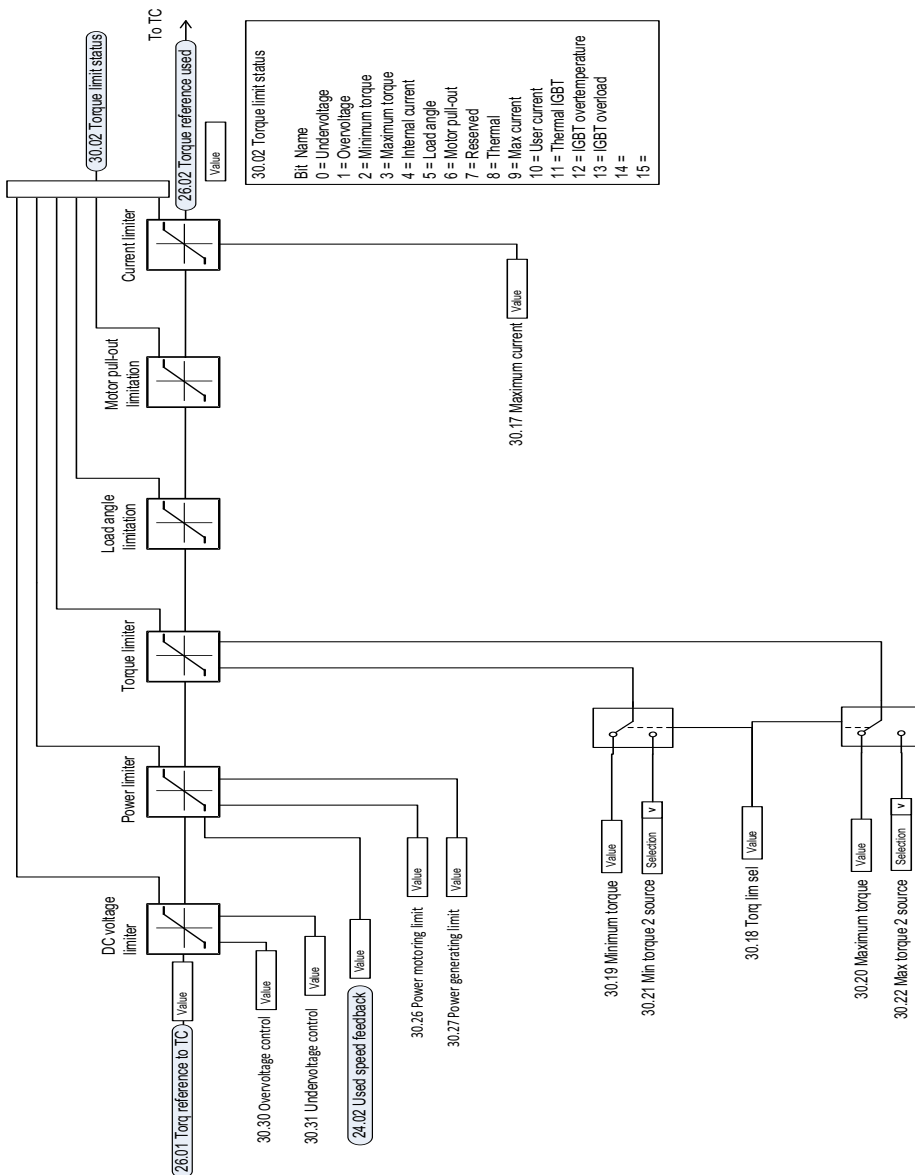 26.01 Torq reference to TC
Value
30.30 Overvoltage control
Value
30.31 Undervoltage control
Value
24.02 Used speed feedback
Value
30.26 Power motoring limit
Value
30.27 Power generating limit
Value
30.19 Minimum torque
Value
30.21 Min torque 2 source
Selection
v
30.18 Torq lim sel
Value
30.20 Maximum torque
Value
30.22 Max torque 2 source
Selection
v
30.17 Maximum current
Value
DC voltage
limiter
Power limiter
Torque limiter
Load angle
limitation
Motor pull-out
limitation
Current limiter
30.02 Torque limit status
26.02 Torque reference used
Value
To TC
30.02 Torque limit status
Bit Name
0 = Undervoltage
1 = Overvoltage
2 = Minimum torque
3 = Maximum torque
4 = Internal current
5 = Load angle
6 = Motor pull-out
7 = Reserved
8 = Thermal
9 = Max current
10 = User current
11 = Thermal IGBT
12 = IGBT overtemperature
13 = IGBT overload
14 =
15 =